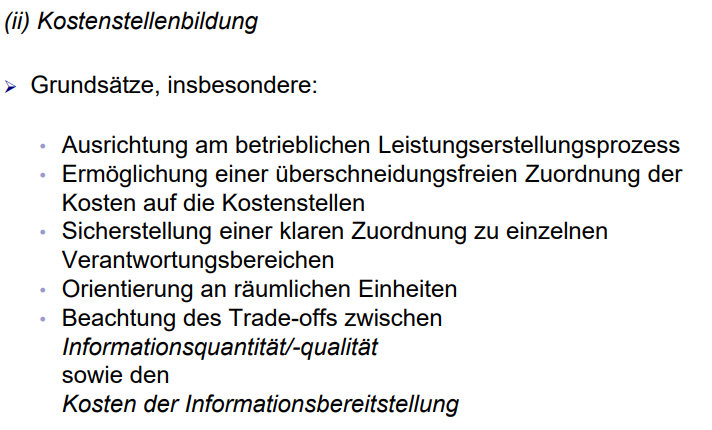 (ii) Kostenstellenbildung
➢ Grundsätze, insbesondere:
• Ausrichtung am betrieblichen Leistungserstellungsprozess
• Ermöglichung einer überschneidungsfreien Zuordnung der
Kosten auf die Kostenstellen
• Sicherstellung einer klaren Zuordnung zu einzelnen
Verantwortungsbereichen
• Orientierung an räumlichen Einheiten
• Beachtung des Trade-offs zwischen
Informationsquantität/-qualität
sowie den
Kosten der Informationsbereitstellung